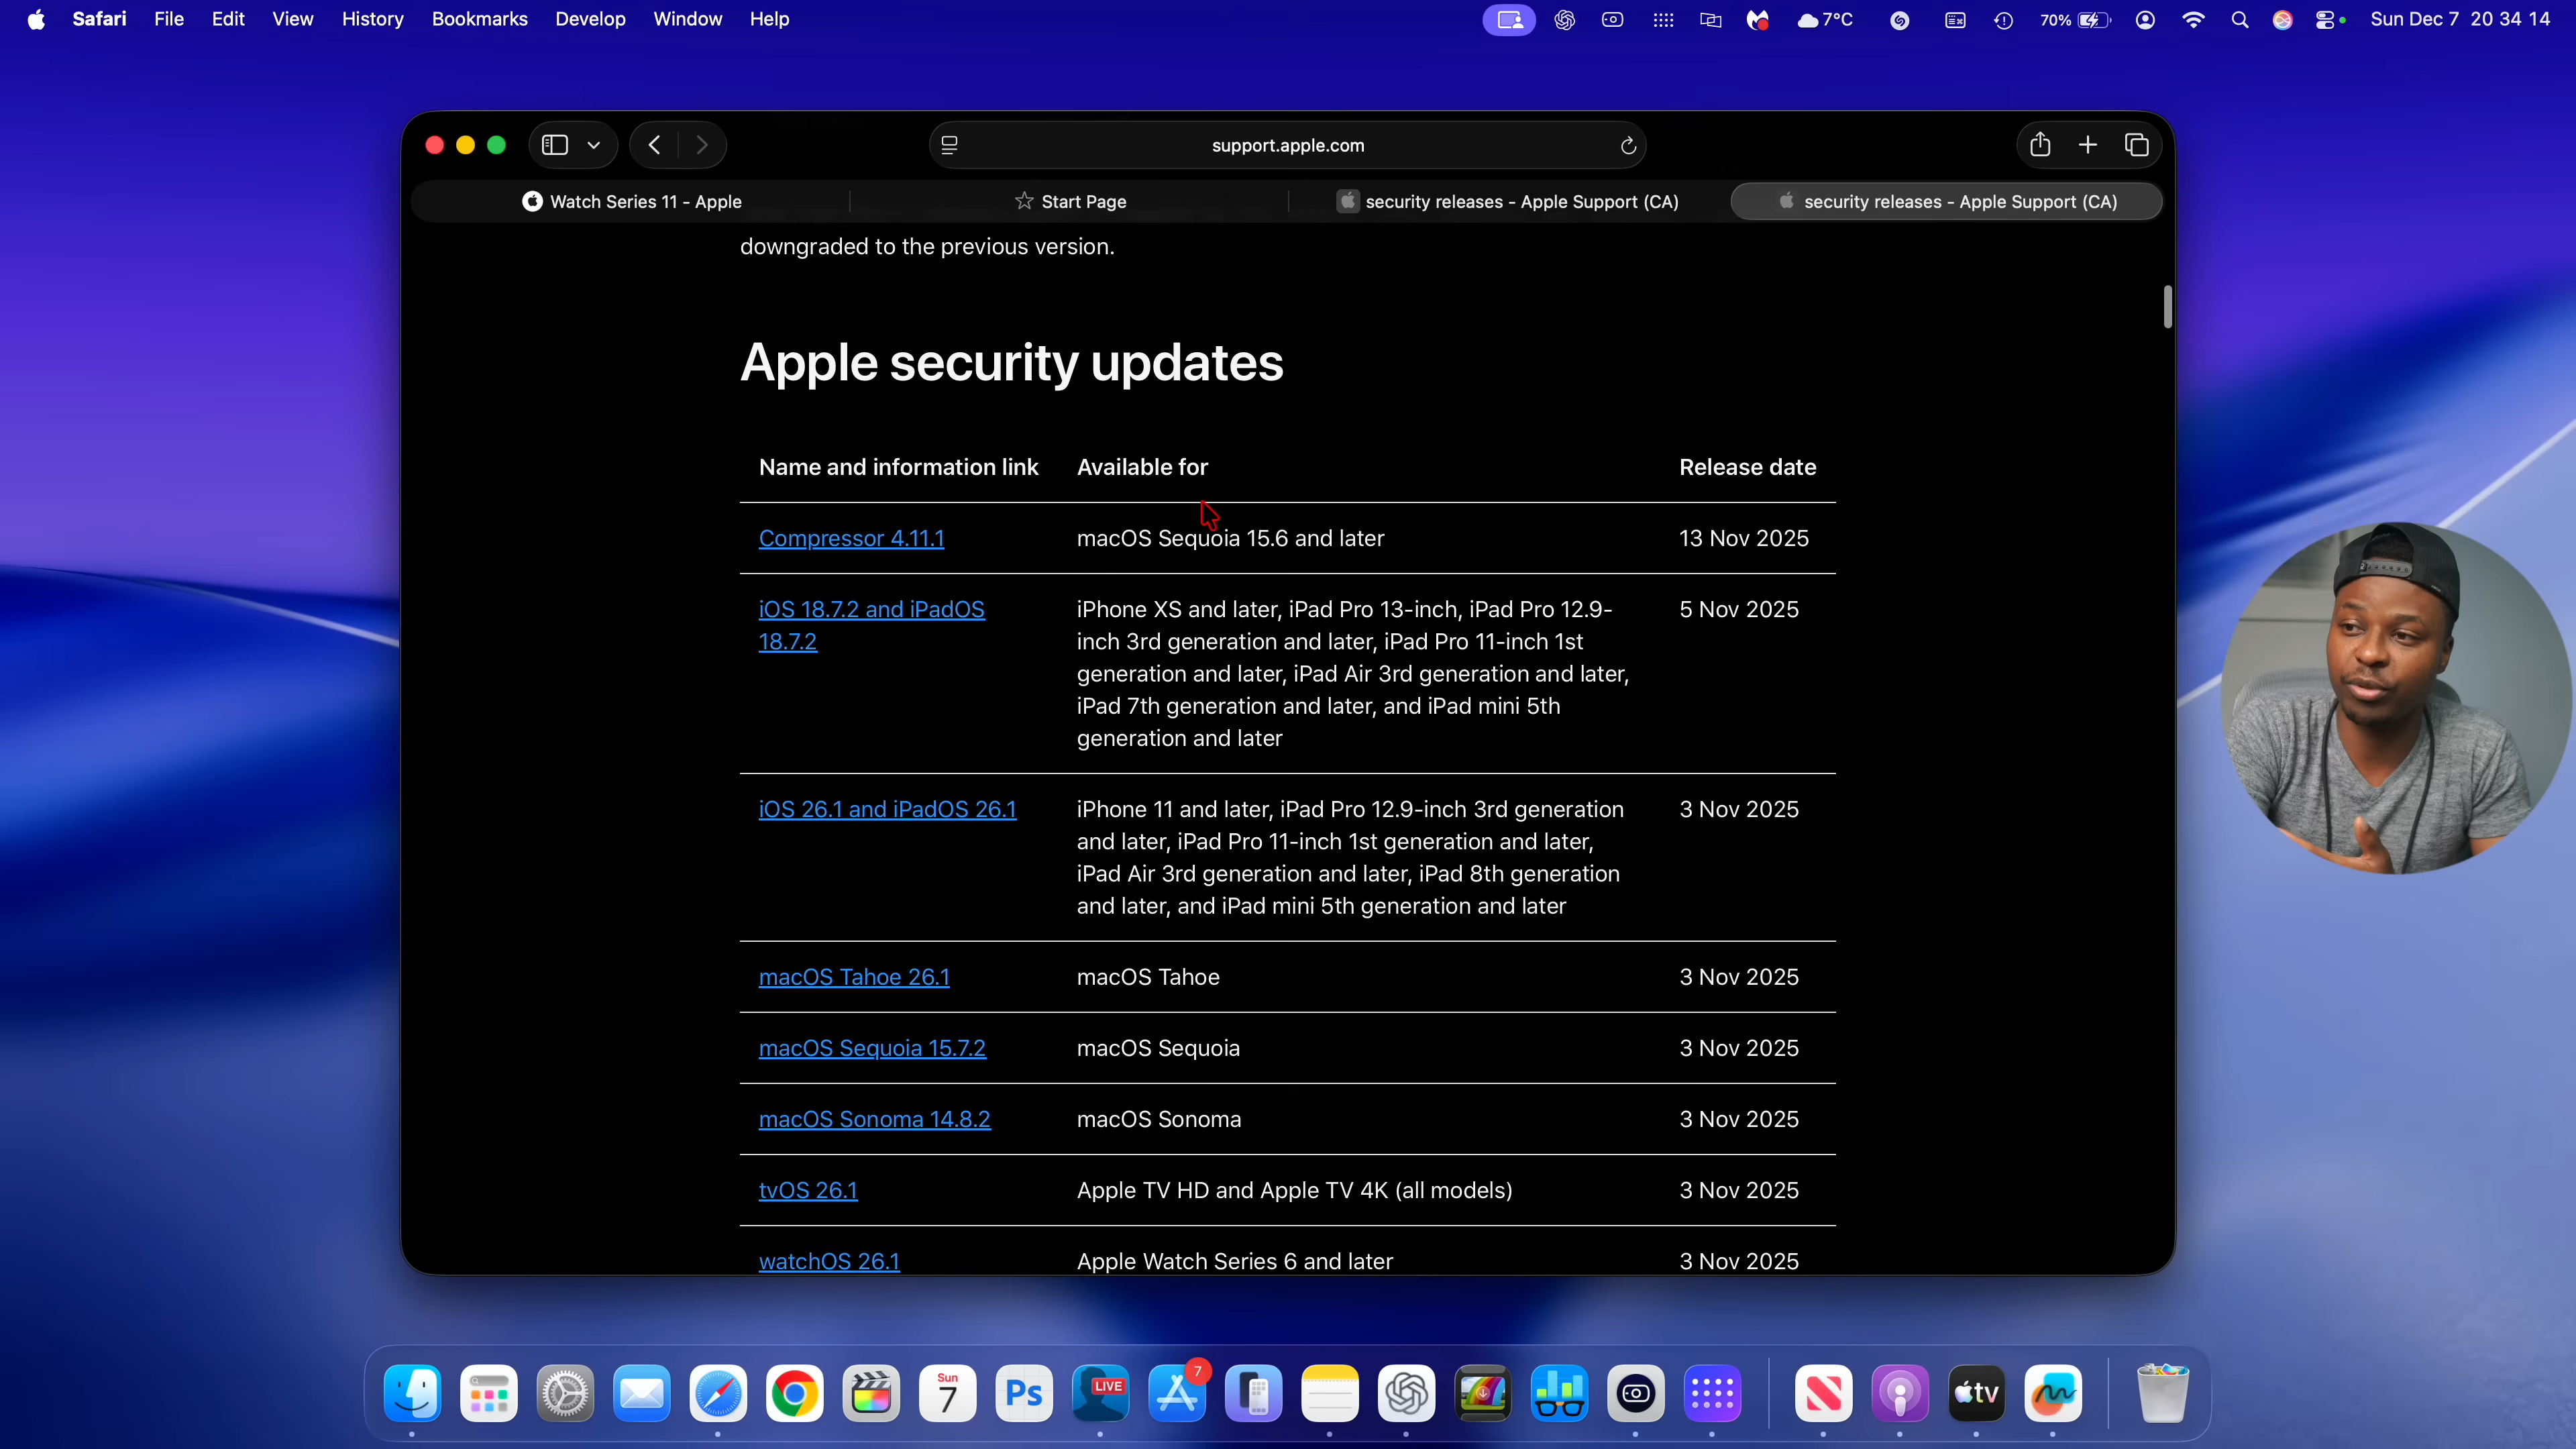 Safari File Edit View History Bookmarks Develop Window Help 7°C 70% Sun Dec 7 20 34 14
support.apple.com
Watch Series 11 - Apple Start Page security releases - Apple Support (CA) security releases - Apple Support (CA)
downgraded to the previous version.
Apple security updates
Name and information link Available for Release date
Compressor 4.11.1 macOS Sequoia 15.6 and later 13 Nov 2025
iOS 18.7.2 and iPadOS iPhone XS and later, iPad Pro 13-inch, iPad Pro 12.9- 5 Nov 2025
18.7.2 inch 3rd generation and later, iPad Pro 11-inch 1st
generation and later, iPad Air 3rd generation and later,
iPad 7th generation and later, and iPad mini 5th
generation and later
iOS 26.1 and iPadOS 26.1 iPhone 11 and later, iPad Pro 12.9-inch 3rd generation 3 Nov 2025
and later, iPad Pro 11-inch 1st generation and later,
iPad Air 3rd generation and later, iPad 8th generation
and later, and iPad mini 5th generation and later
macOS Tahoe 26.1 macOS Tahoe 3 Nov 2025
macOS Sequoia 15.7.2 macOS Sequoia 3 Nov 2025
macOS Sonoma 14.8.2 macOS Sonoma 3 Nov 2025
tvOS 26.1 Apple TV HD and Apple TV 4K (all models) 3 Nov 2025
watchOS 26.1 Apple Watch Series 6 and later 3 Nov 2025
Sun 7 Ps LIVE 7 tv